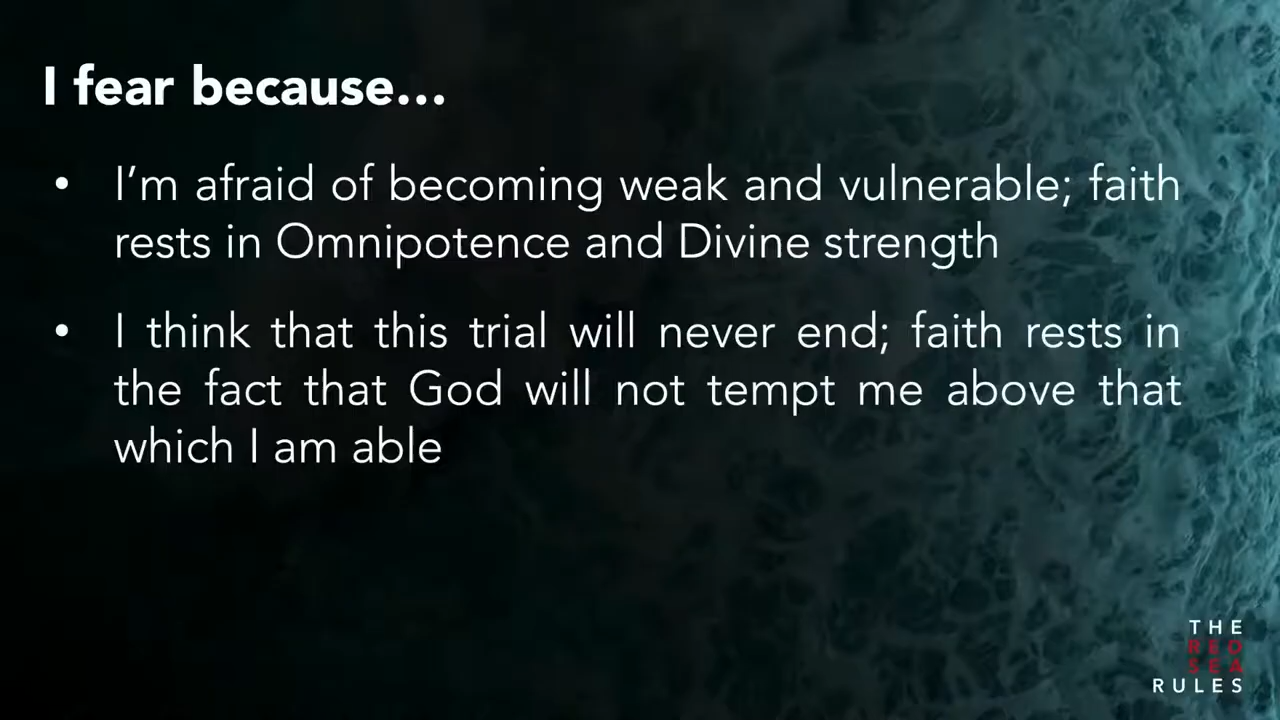 I fear because...
• I’m afraid of becoming weak and vulnerable; faith
rests in Omnipotence and Divine strength
• I think that this trial will never end; faith rests in
the fact that God will not tempt me above that
which I am able
THE
RED
SEA
RULES